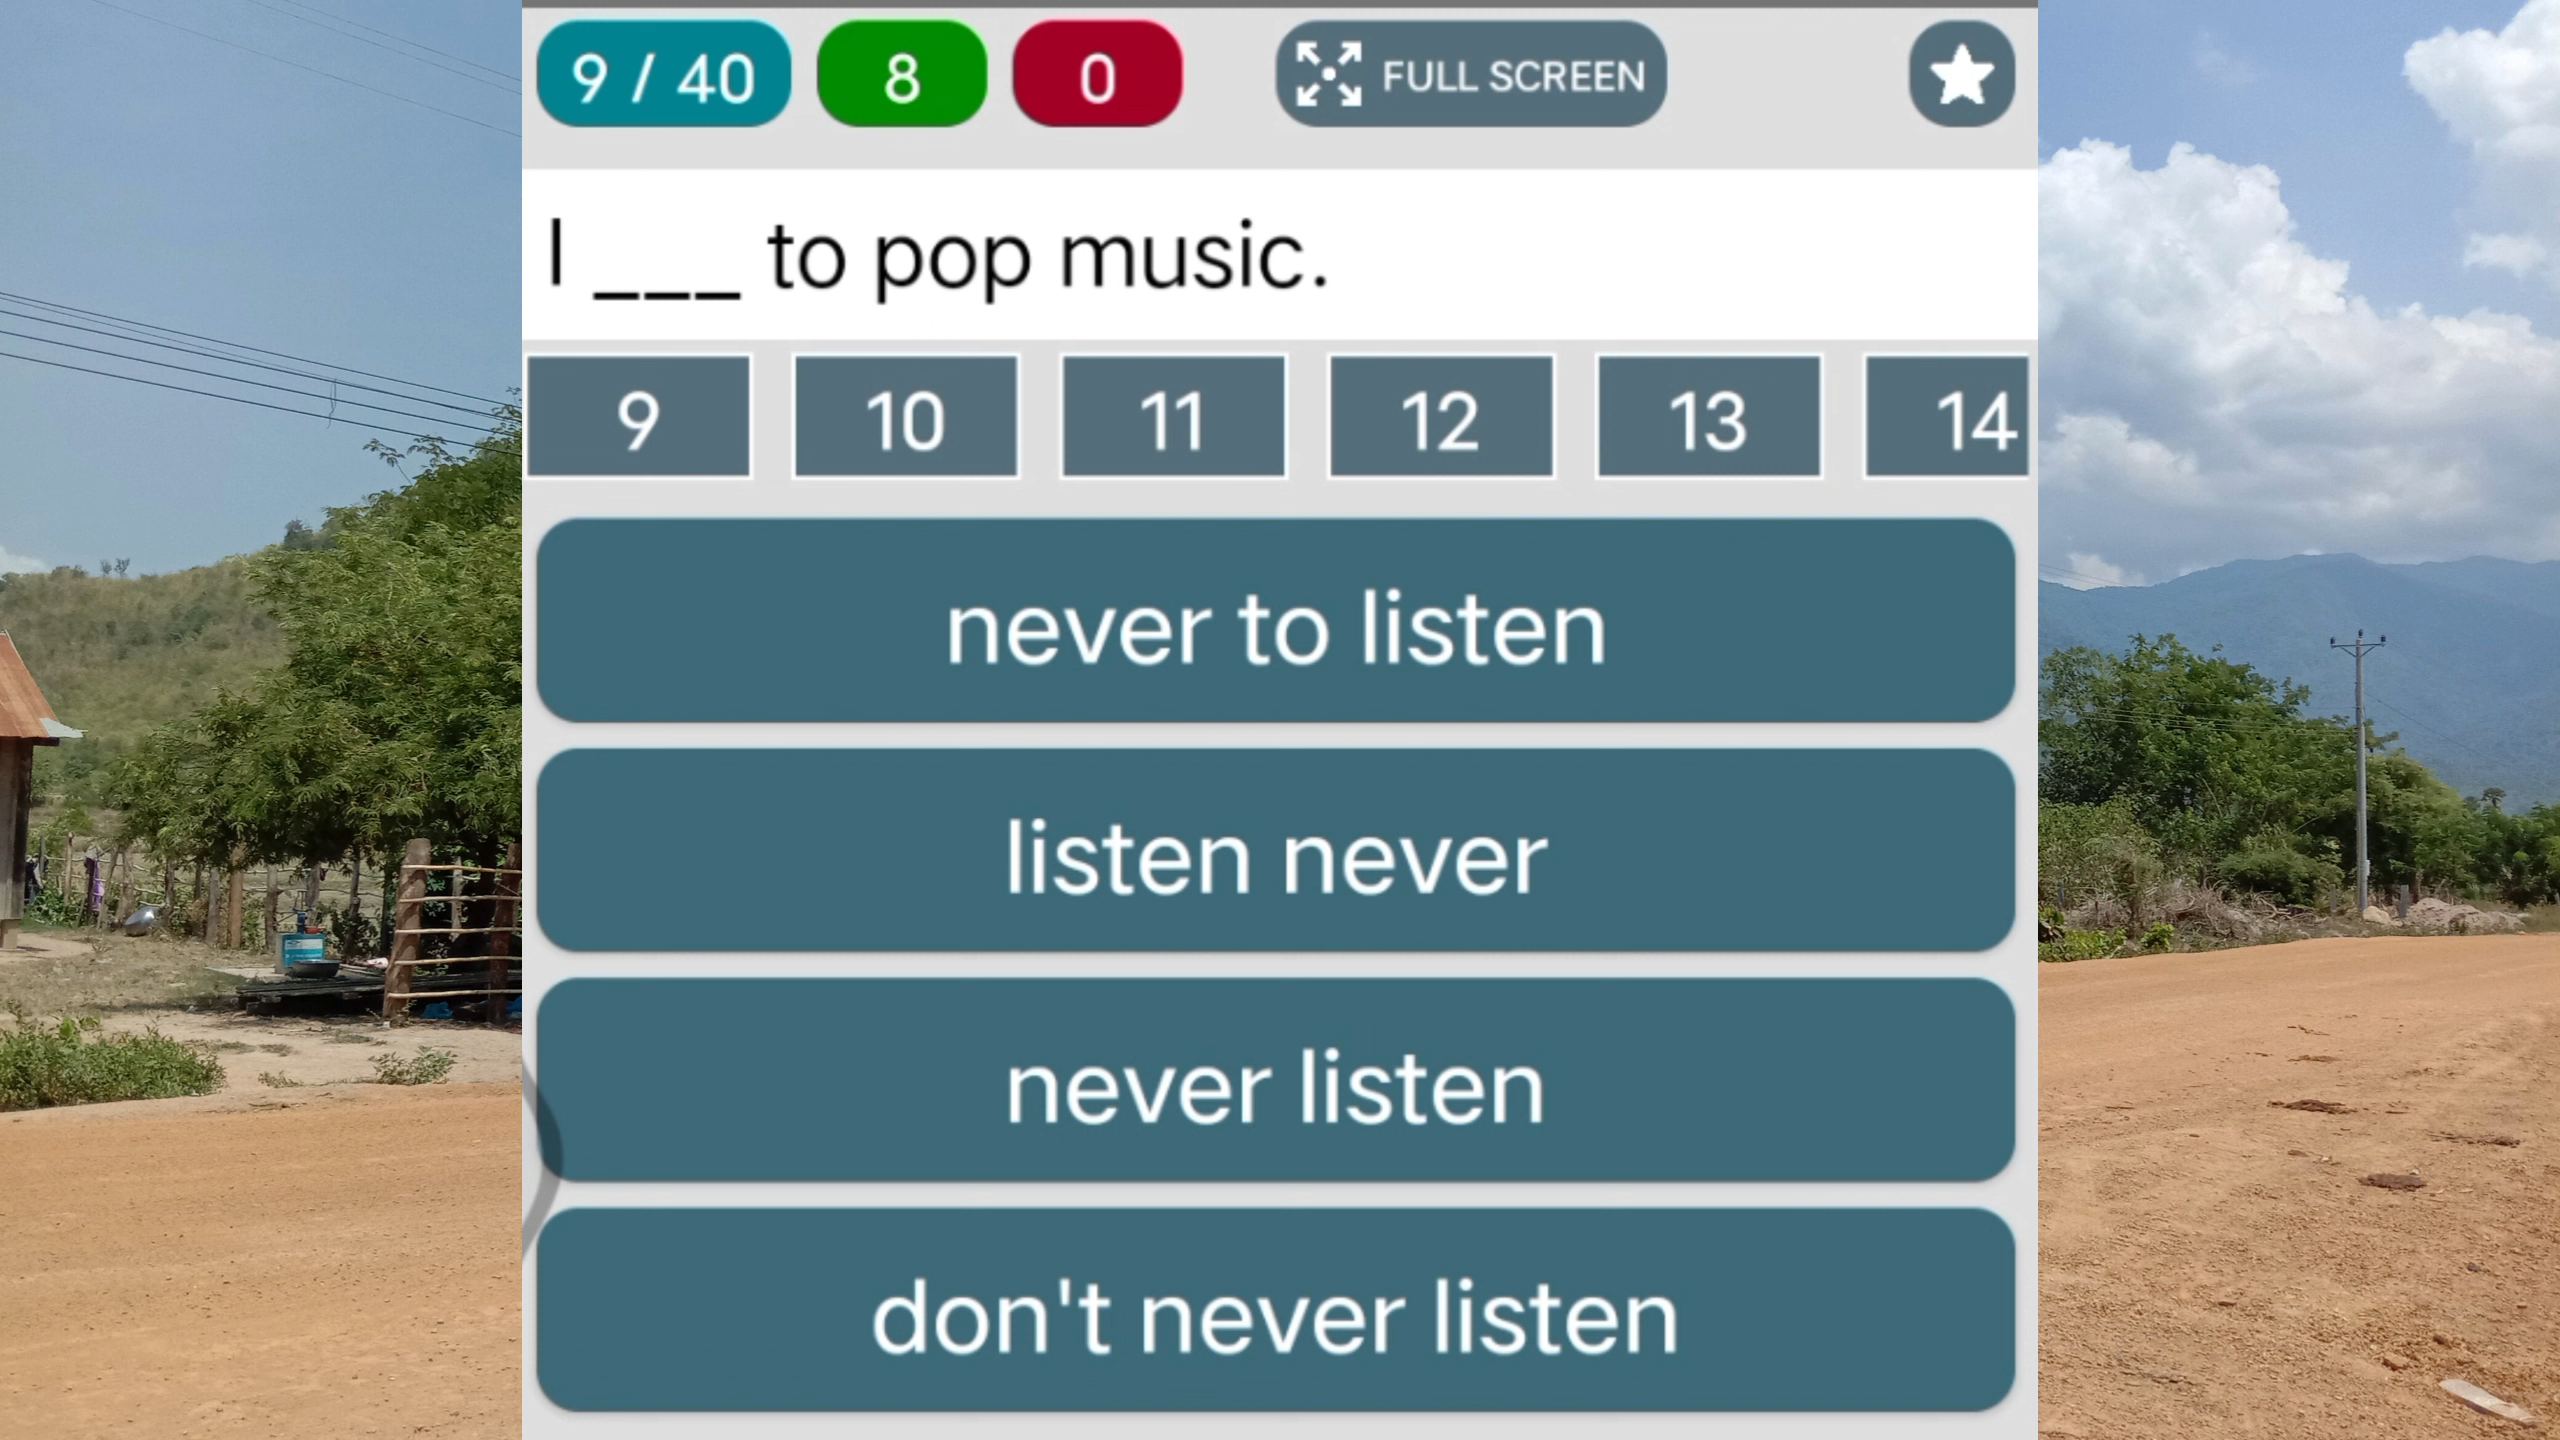 9 / 40 8 0 FULL SCREEN
I ___ to pop music.
9 10 11 12 13 14
never to listen
listen never
never listen
don't never listen